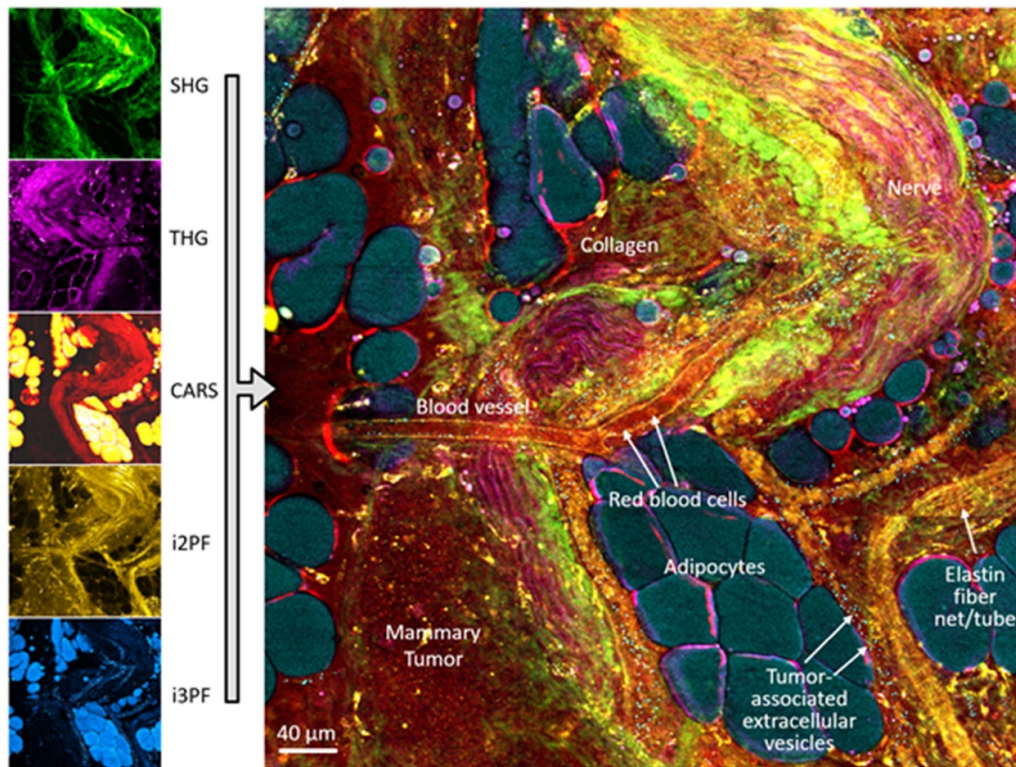 SHG
THG
CARS
i2PF
i3PF
Nerve
Collagen
Blood vessel
Red blood cells
Adipocytes
Elastin
fiber
net/tube
Mammary
Tumor
Tumor-
associated
extracellular
vesicles
40 μm